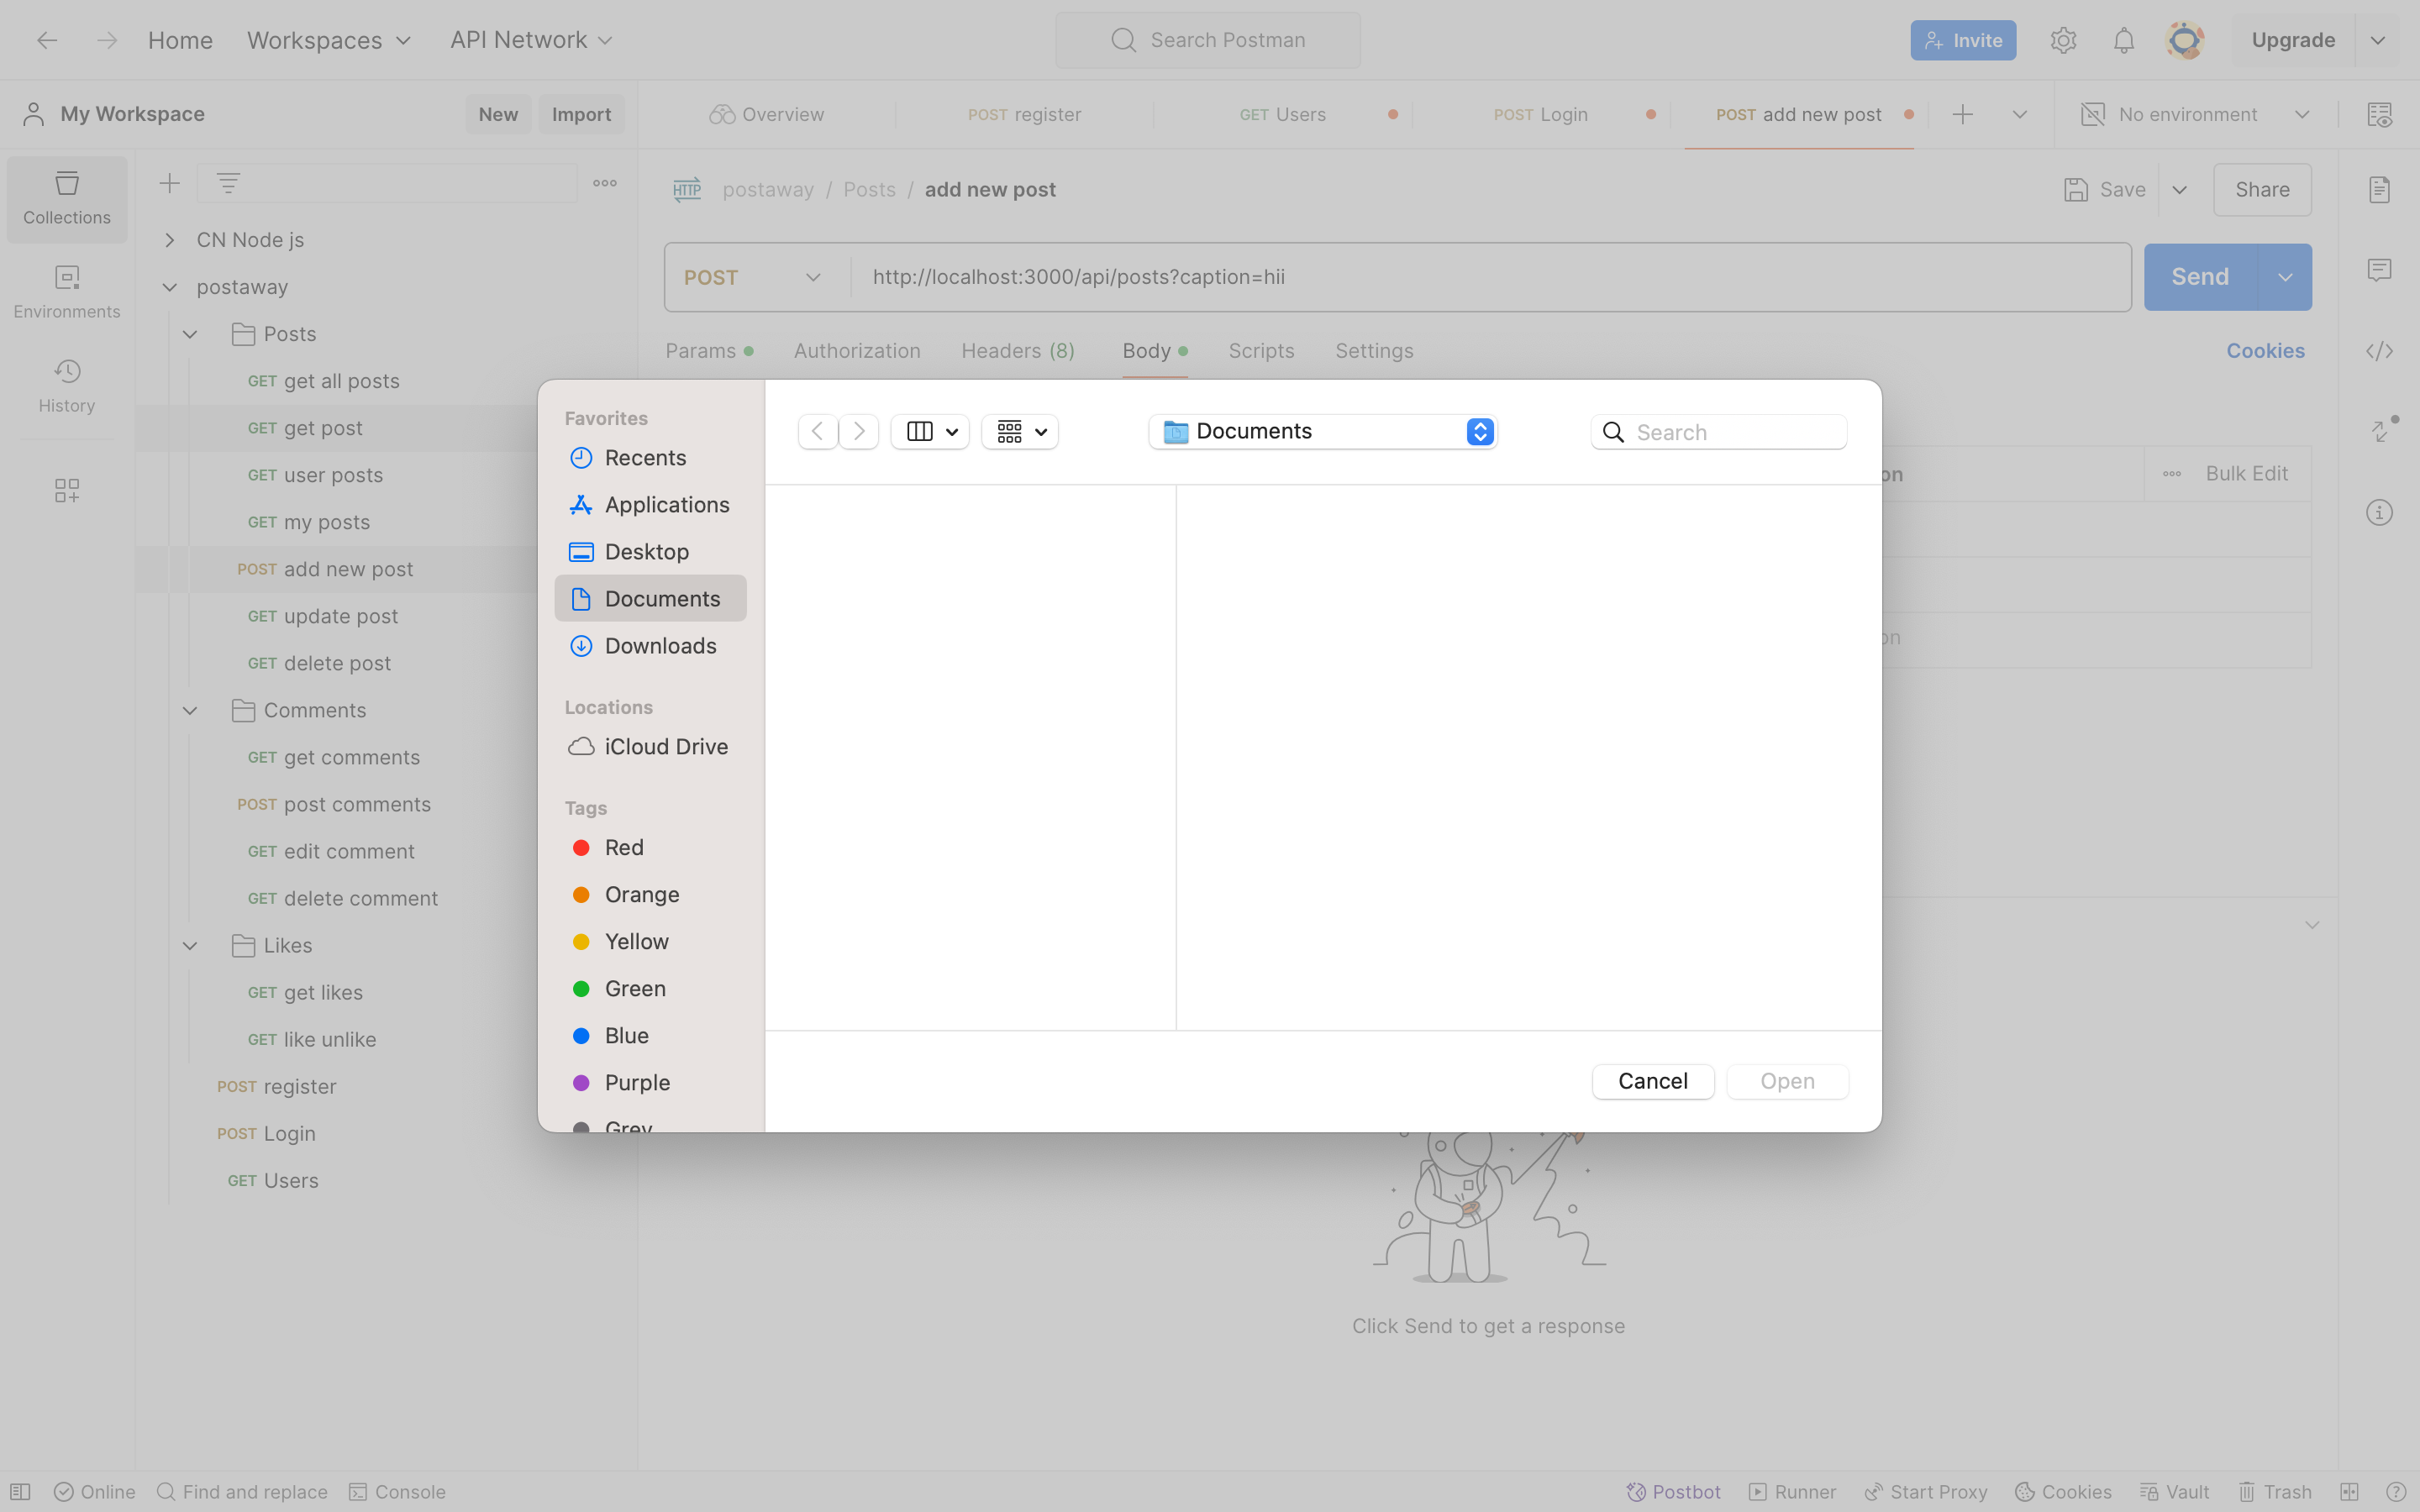 Home Workspaces API Network Search Postman Invite Upgrade
My Workspace New Import Overview POST register GET Users POST Login POST add new post No environment
Collections
Environments
History
CN Node js
postaway
Posts
GET get all posts
GET get post
GET user posts
GET my posts
POST add new post
GET update post
GET delete post
Comments
GET get comments
POST post comments
GET edit comment
GET delete comment
Likes
GET get likes
GET like unlike
POST register
POST Login
GET Users
HTTP postaway / Posts / add new post Save Share
POST http://localhost:3000/api/posts?caption=hii Send
Params Authorization Headers (8) Body Scripts Settings Cookies
on Bulk Edit
on
Favorites
Recents
Applications
Desktop
Documents
Downloads
Locations
iCloud Drive
Tags
Red
Orange
Yellow
Green
Blue
Purple
Grey
Documents Search
Cancel Open
Click Send to get a response
Online Find and replace Console Postbot Runner Start Proxy Cookies Vault Trash